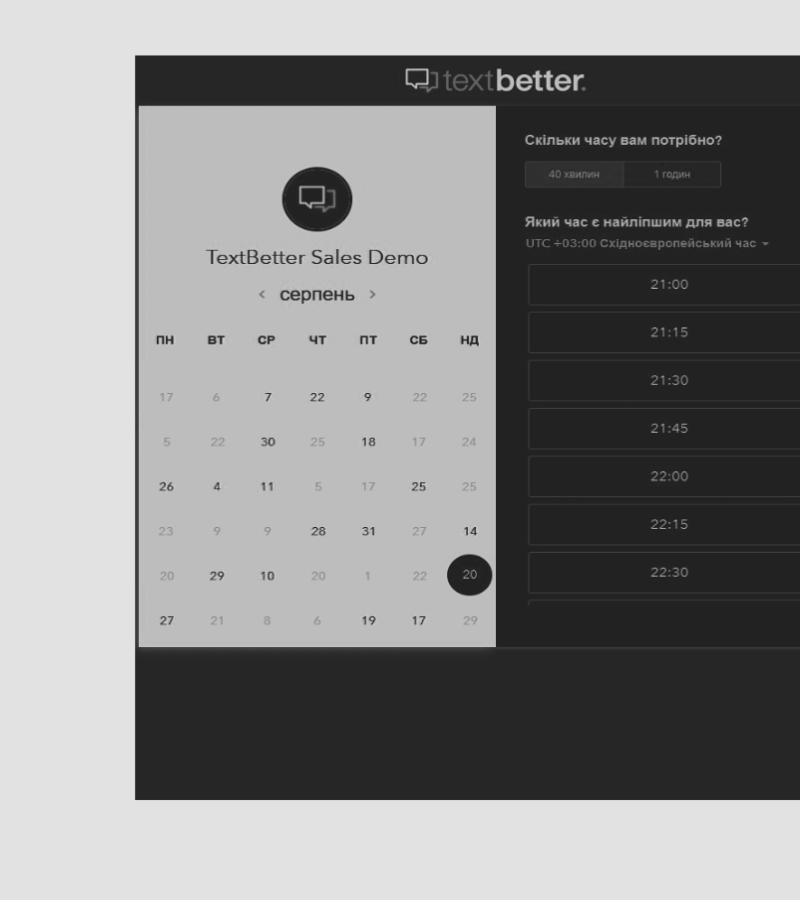 textbetter.
TextBetter Sales Demo
< серпень >
ПН ВТ СР ЧТ ПТ СБ НД
17 6 7 22 9 22 25
5 22 30 25 18 17 24
26 4 11 5 17 25 25
23 9 9 28 31 27 14
20 29 10 20 1 22 20
27 21 8 6 19 17 29
Скільки часу вам потрібно?
40 хвилин 1 годин
Який час є найліпшим для вас?
UTC +03:00 Східноєвропейський час
21:00
21:15
21:30
21:45
22:00
22:15
22:30